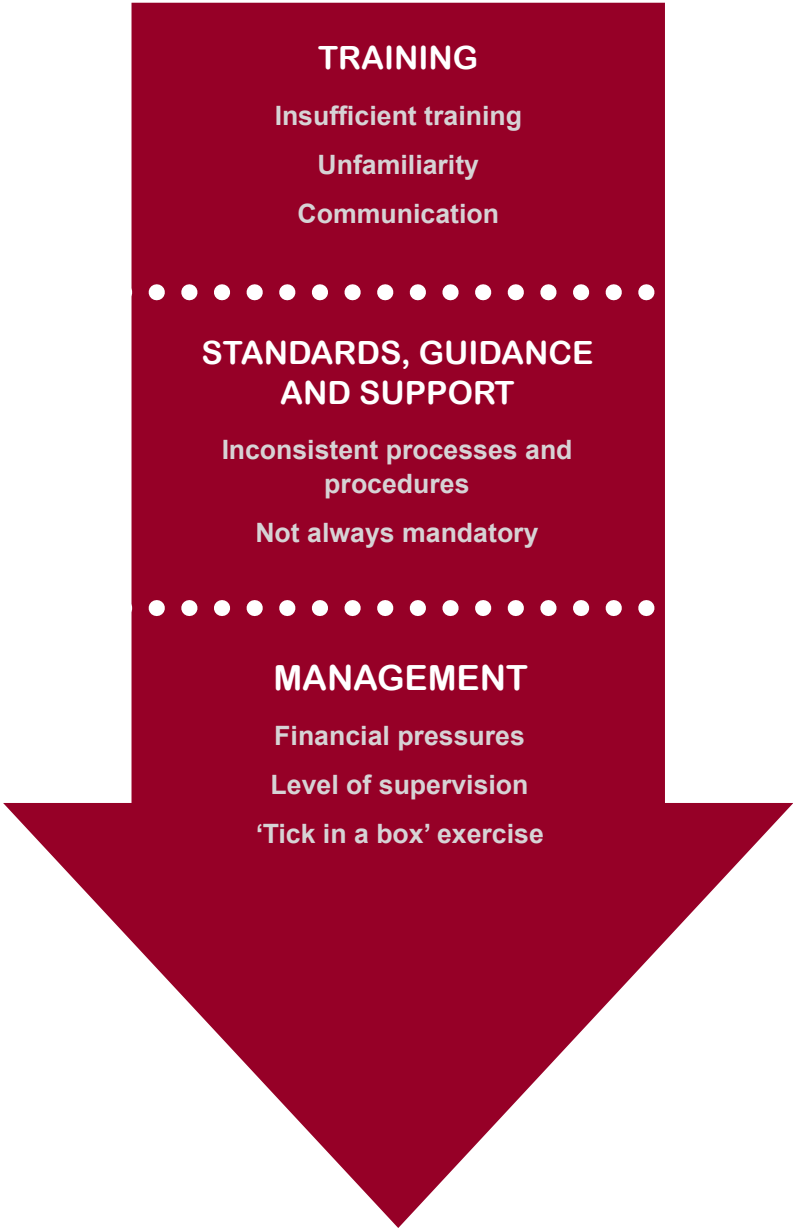 TRAINING
Insufficient training
Unfamiliarity
Communication
STANDARDS, GUIDANCE
AND SUPPORT
Inconsistent processes and
procedures
Not always mandatory
MANAGEMENT
Financial pressures
Level of supervision
‘Tick in a box’ exercise